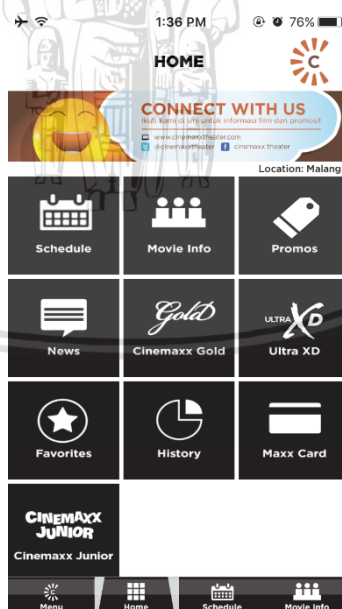 1:36 PM
76%
HOME
C
CONNECT WITH US
Ikuti kami di sini untuk informasi film dan promosi!
www.cinemaxxtheater.com
@cinemaxxtheater f cinemaxx theater
Location: Malang
Schedule
Movie Info
Promos
News
Gold
Cinemaxx Gold
ULTRA XD
Ultra XD
Favorites
History
Maxx Card
CINEMAXX
JUNIOR
Cinemaxx Junior
Menu
Home
Schedule
Movie Info